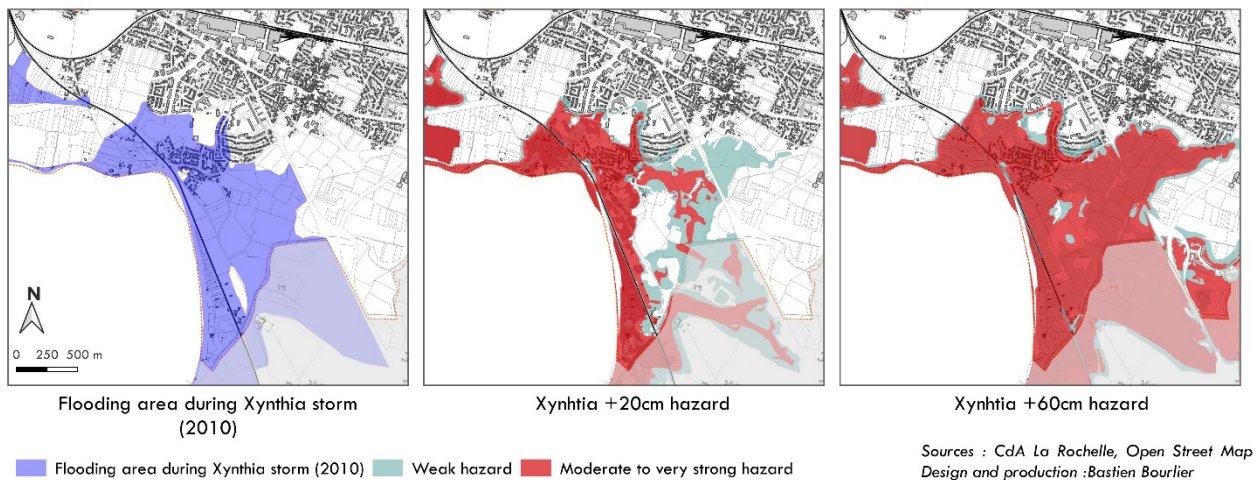 N
0 250 500 m
Flooding area during Xynthia storm
(2010)
Xynhtia +20cm hazard
Xynhtia +60cm hazard
Flooding area during Xynthia storm (2010)
Weak hazard
Moderate to very strong hazard
Sources : CdA La Rochelle, Open Street Map
Design and production :Bastien Bourlier